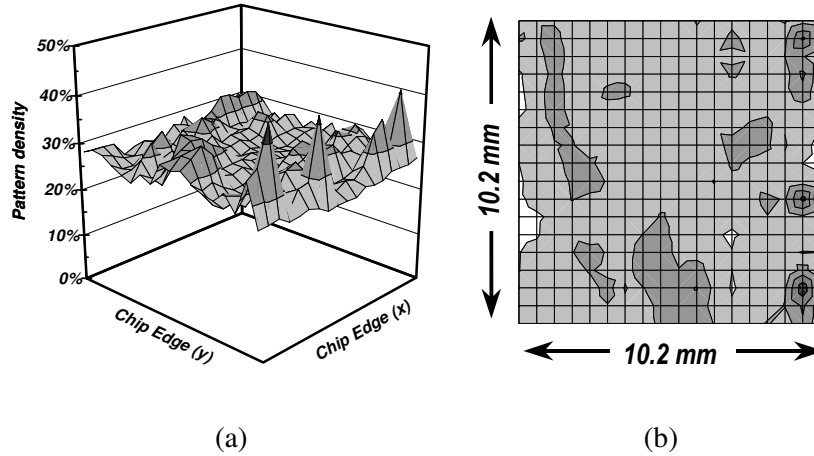 50%
40%
30%
20%
10%
0%
Pattern density
Chip Edge (y)
Chip Edge (x)
(a)
10.2 mm
10.2 mm
(b)